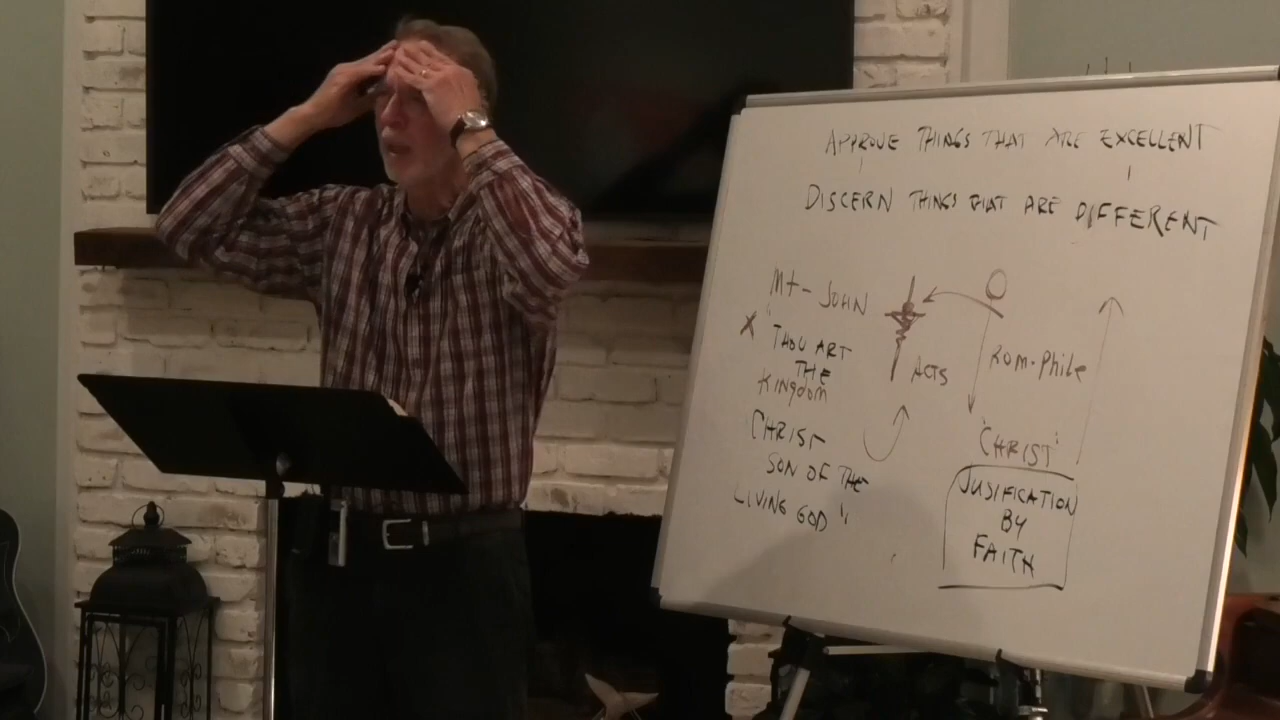 APPROVE THINGS THAT ARE EXCELLENT
DISCERN THINGS THAT ARE DIFFERENT
Mt - JOHN
"THOU ART
THE
Kingdom
CHRIST
SON OF THE
LIVING GOD"
ACTS
ROM-Phile
"CHRIST"
JUSIFICATION
BY
FAITH